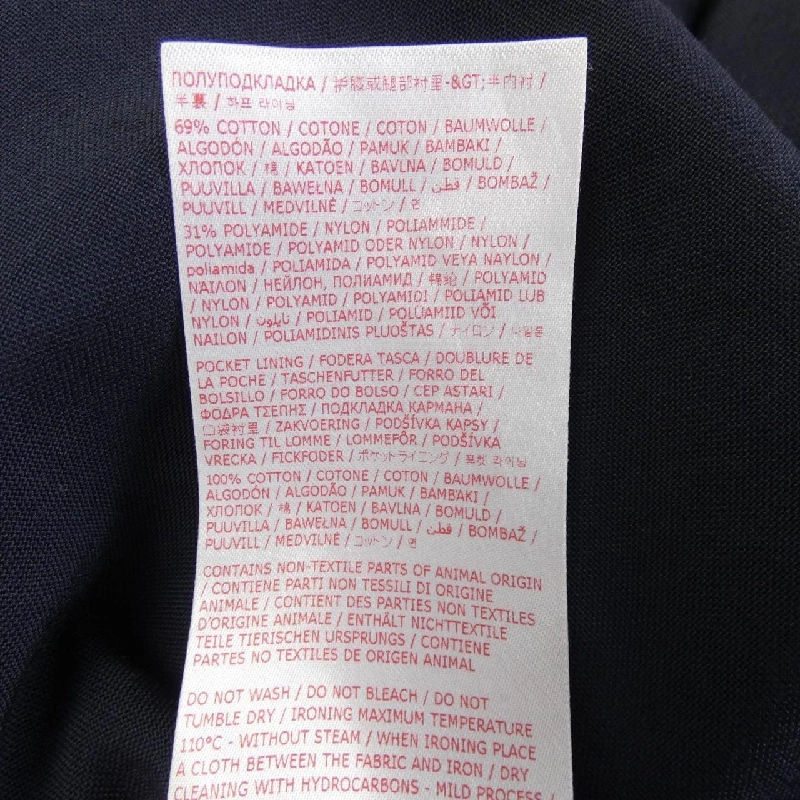 ПОЛУПОДКЛАДКА / 护膝或腿部衬里-&GT;半内衬 /
半裏 / 하프 라이닝
69% COTTON / COTONE / COTON / BAUMWOLLE /
ALGODÓN / ALGODÃO / PAMUK / BAMBAKI /
ХЛОПОК / 棉 / KATOEN / BAVLNA / BOMULD /
PUUVILLA / BAWEŁNA / BOMULL / قطن / BOMBAŽ /
PUUVILL / MEDVILNĖ / コットン / 면
31% POLYAMIDE / NYLON / POLIAMMIDE /
POLYAMIDE / POLYAMID ODER NYLON / NYLON /
poliamida / POLIAMIDA / POLYAMID VEYA NAYLON /
ΝΑΙΛΟΝ / НЕЙЛОН, ПОЛИАМИД / 锦纶 / POLYAMID
/ NYLON / POLYAMID / POLYAMIDI / POLIAMID LUB
NYLON / نايلون / POLIAMID / POLÜAMIID VÕI
NAILON / POLIAMIDINIS PLUOŠTAS / ナイロン / 나일론
POCKET LINING / FODERA TASCA / DOUBLURE DE
LA POCHE / TASCHENFUTTER / FORRO DEL
BOLSILLO / FORRO DO BOLSO / CEP ASTARI /
ΦΟΔΡΑ ΤΣΕΠΗΣ / ПОДКЛАДКА КАРМАНА /
口袋衬里 / ZAKVOERING / PODŠÍVKA KAPSY /
FORING TIL LOMME / LOMMEFÔR / PODŠÍVKA
VRECKA / FICKFODER / ポケットライニング / 포켓 라이닝
100% COTTON / COTONE / COTON / BAUMWOLLE /
ALGODÓN / ALGODÃO / PAMUK / BAMBAKI /
ХЛОПОК / 棉 / KATOEN / BAVLNA / BOMULD /
PUUVILLA / BAWEŁNA / BOMULL / قطن / BOMBAŽ /
PUUVILL / MEDVILNĖ / コットン / 면
CONTAINS NON-TEXTILE PARTS OF ANIMAL ORIGIN
/ CONTIENE PARTI NON TESSILI DI ORIGINE
ANIMALE / CONTIENT DES PARTIES NON TEXTILES
D'ORIGINE ANIMALE / ENTHÄLT NICHTTEXTILE
TEILE TIERISCHEN URSPRUNGS / CONTIENE
PARTES NO TEXTILES DE ORIGEN ANIMAL
DO NOT WASH / DO NOT BLEACH / DO NOT
TUMBLE DRY / IRONING MAXIMUM TEMPERATURE
110°C - WITHOUT STEAM / WHEN IRONING PLACE
A CLOTH BETWEEN THE FABRIC AND IRON / DRY
CLEANING WITH HYDROCARBONS - MILD PROCESS /